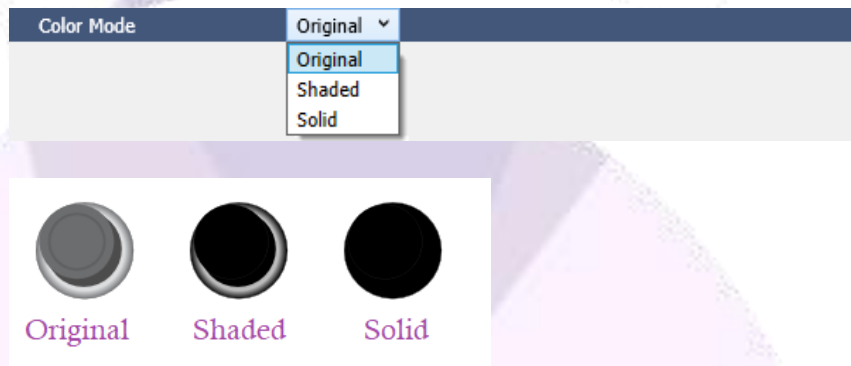 Color Mode Original
Original
Shaded
Solid
Original Shaded Solid